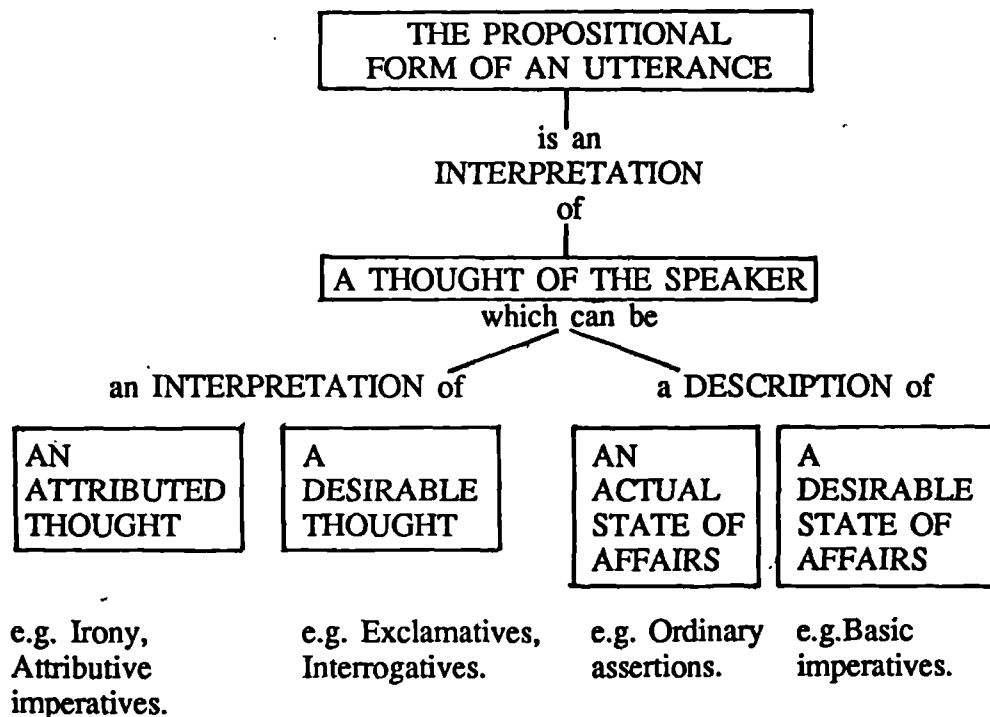 THE PROPOSITIONAL
FORM OF AN UTTERANCE
is an
INTERPRETATION
of
A THOUGHT OF THE SPEAKER
which can be
an INTERPRETATION of
a DESCRIPTION of
AN
ATTRIBUTED
THOUGHT
A
DESIRABLE
THOUGHT
AN
ACTUAL
STATE OF
AFFAIRS
A
DESIRABLE
STATE OF
AFFAIRS
e.g. Irony,
Attributive
imperatives.
e.g. Exclamatives,
Interrogatives.
e.g. Ordinary
assertions.
e.g.Basic
imperatives.